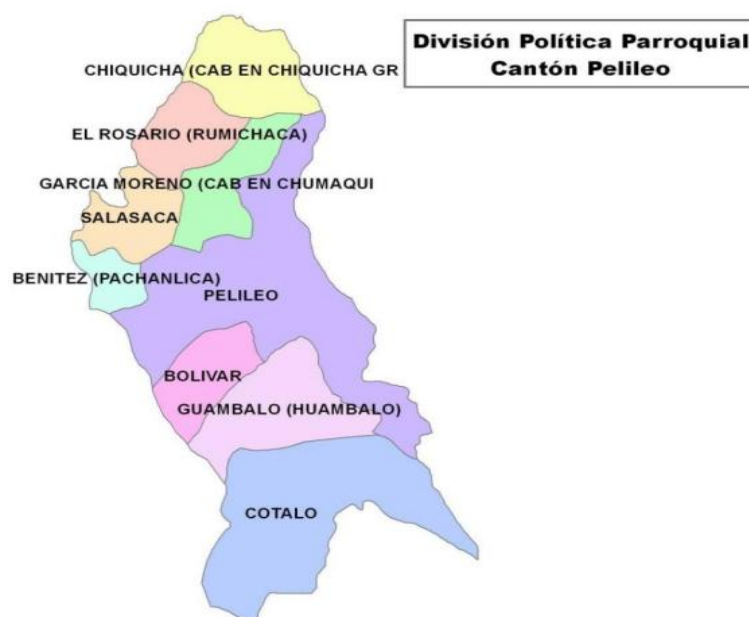 División Política Parroquial
Cantón Pelileo
CHIQUICHA (CAB EN CHIQUICHA GR
EL ROSARIO (RUMICHACA)
GARCIA MORENO (CAB EN CHUMAQUI
SALASACA
BENITEZ (PACHANLICA)
PELILEO
BOLIVAR
GUAMBALO (HUAMBALO)
COTALO